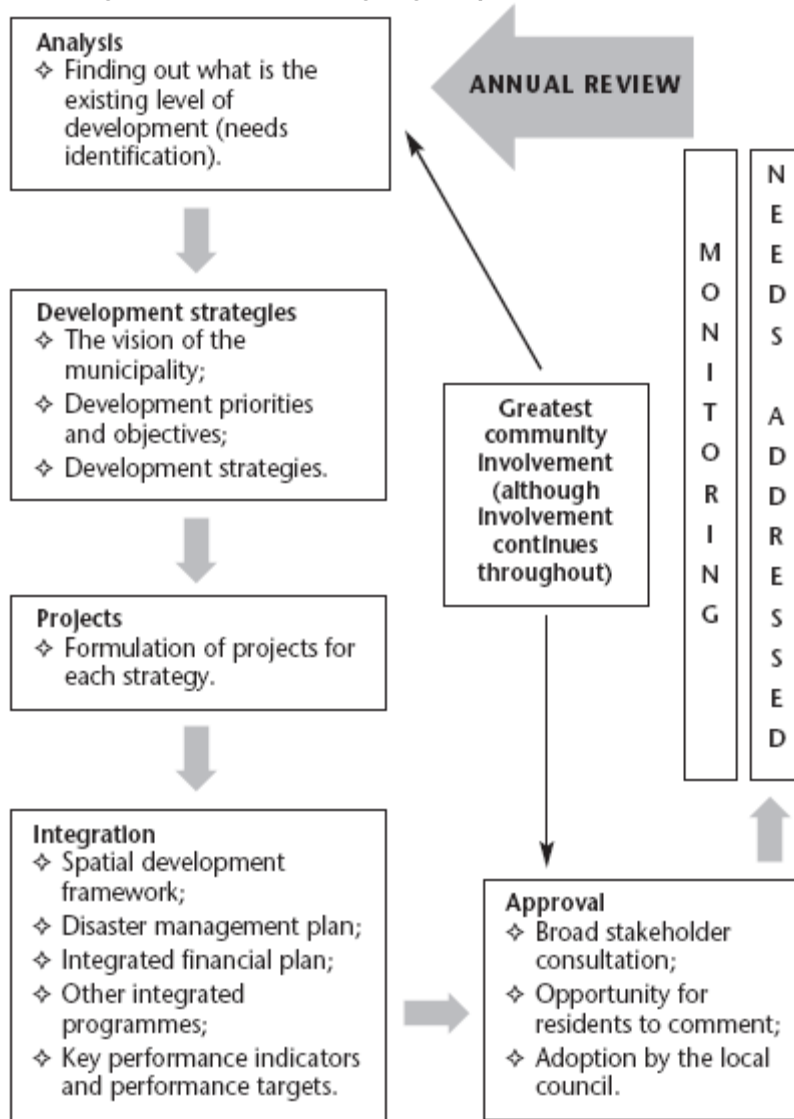 Analysis
✧ Finding out what is the
existing level of
development (needs
identification).
ANNUAL REVIEW
Development strategies
✧ The vision of the
municipality;
✧ Development priorities
and objectives;
✧ Development strategies.
Greatest
community
involvement
(although
involvement
continues
throughout)
MONITORING
NEEDS ADDRESSED
Projects
✧ Formulation of projects for
each strategy.
Integration
✧ Spatial development
framework;
✧ Disaster management plan;
✧ Integrated financial plan;
✧ Other integrated
programmes;
✧ Key performance indicators
and performance targets.
Approval
✧ Broad stakeholder
consultation;
✧ Opportunity for
residents to comment;
✧ Adoption by the local
council.